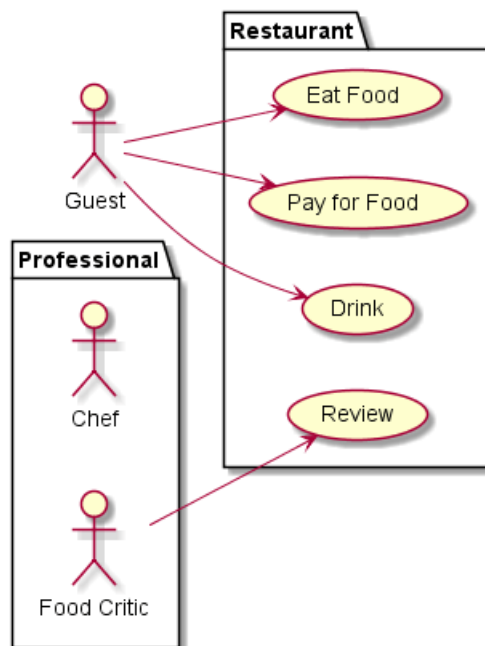 Restaurant
Eat Food
Guest
Pay for Food
Professional
Drink
Chef
Review
Food Critic